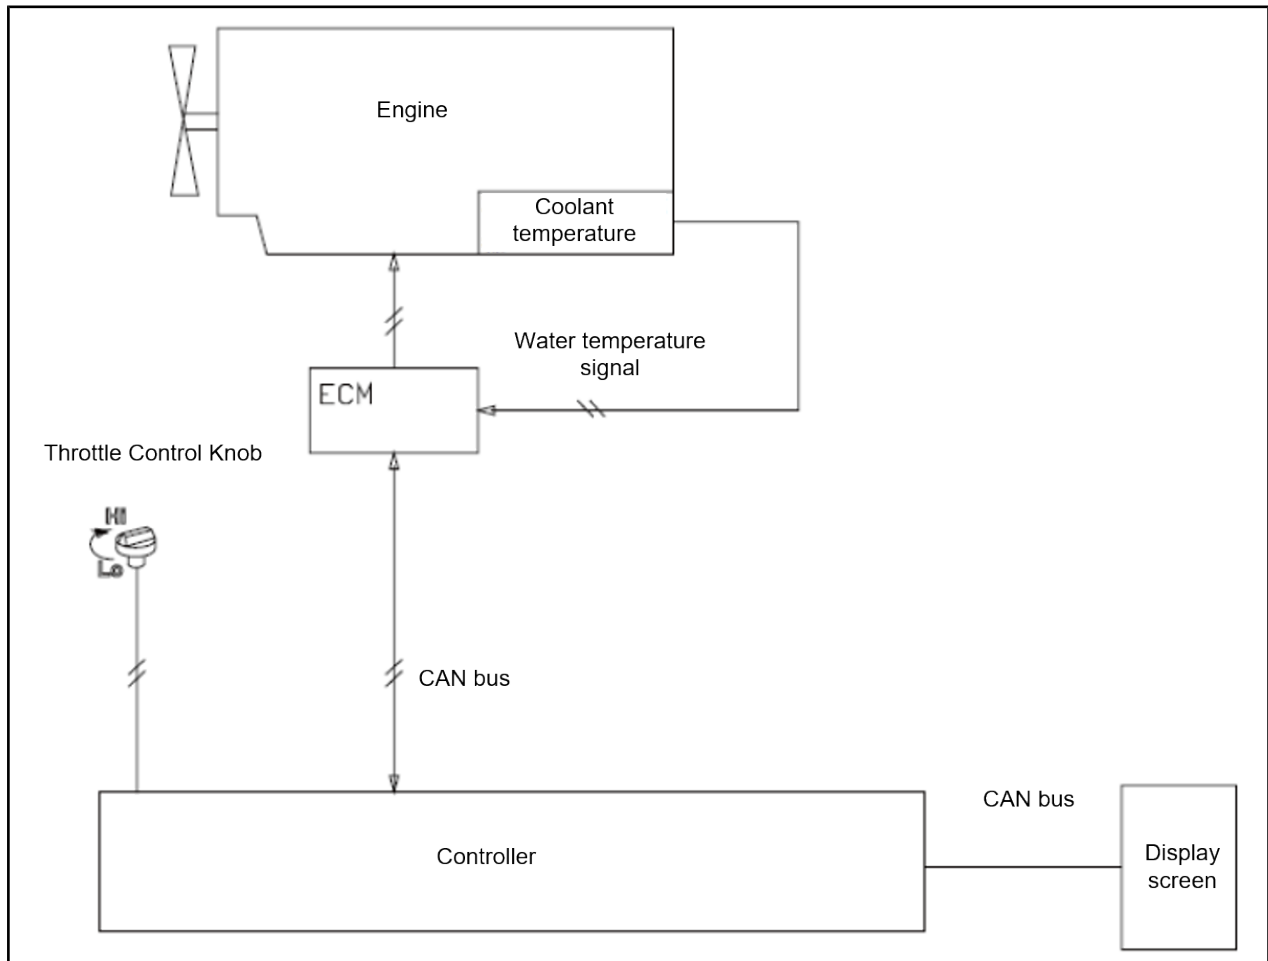 Engine
Coolant
temperature
Water temperature
signal
ECM
Throttle Control Knob
Hi
Lo
CAN bus
CAN bus
Controller
Display
screen